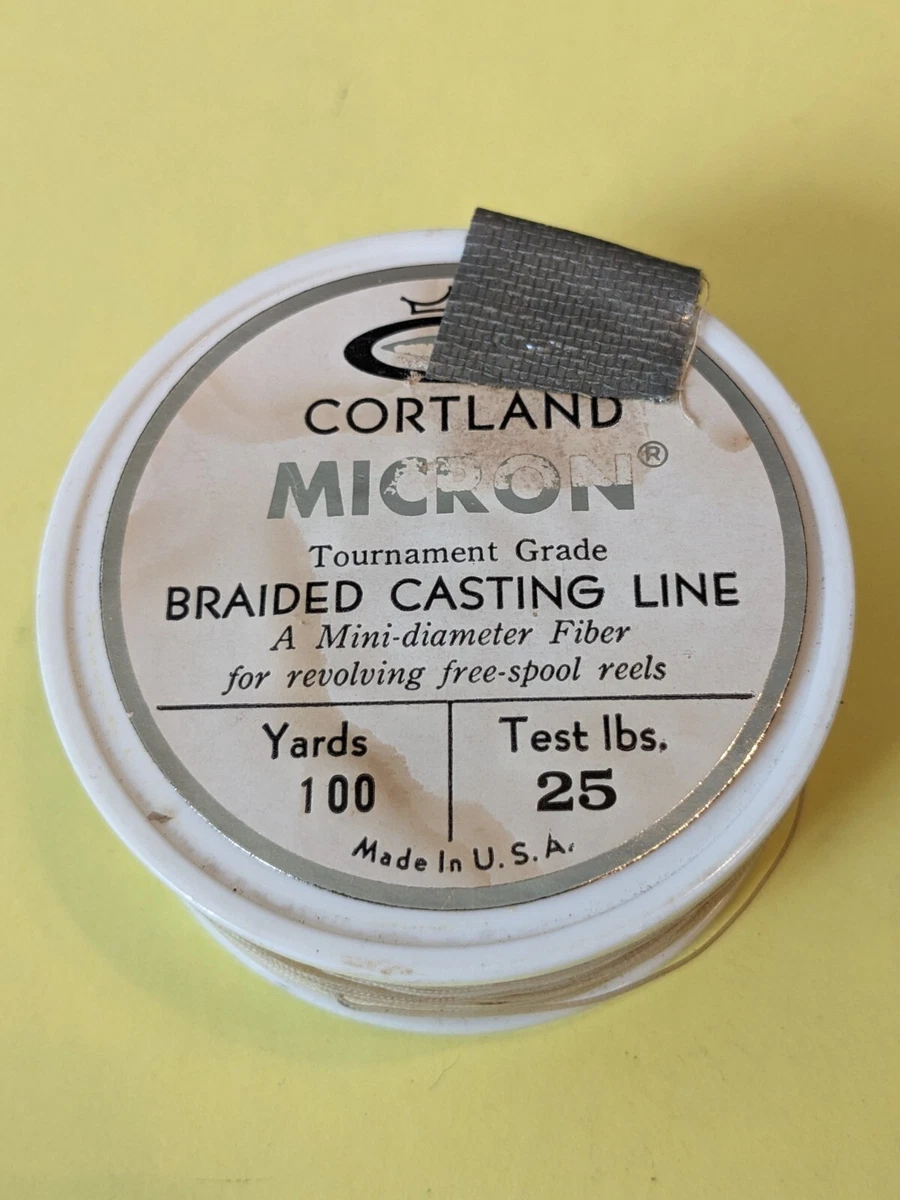 CORTLAND
MICRON®
Tournament Grade
BRAIDED CASTING LINE
A Mini-diameter Fiber
for revolving free-spool reels
Yards
100
Test lbs.
25
Made In U.S.A.